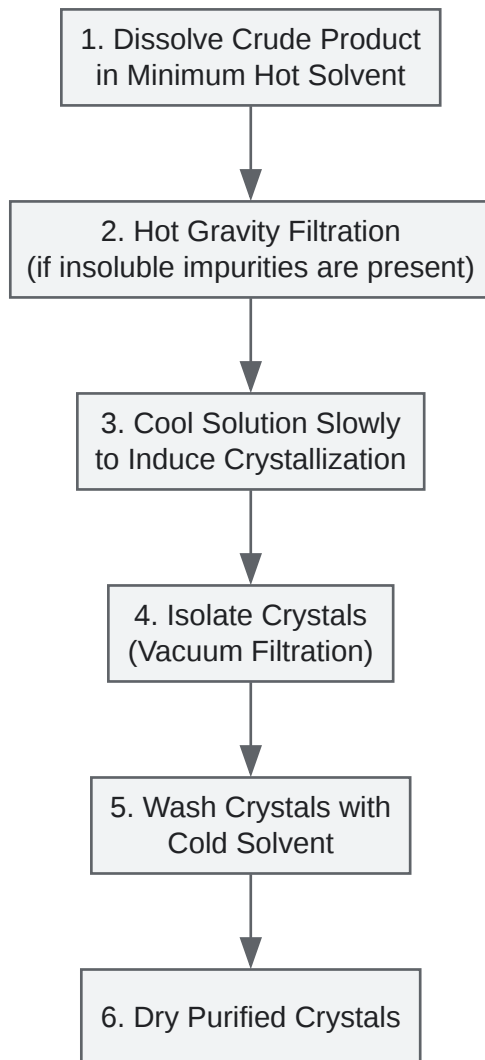 1. Dissolve Crude Product
in Minimum Hot Solvent
2. Hot Gravity Filtration
(if insoluble impurities are present)
3. Cool Solution Slowly
to Induce Crystallization
4. Isolate Crystals
(Vacuum Filtration)
5. Wash Crystals with
Cold Solvent
6. Dry Purified Crystals